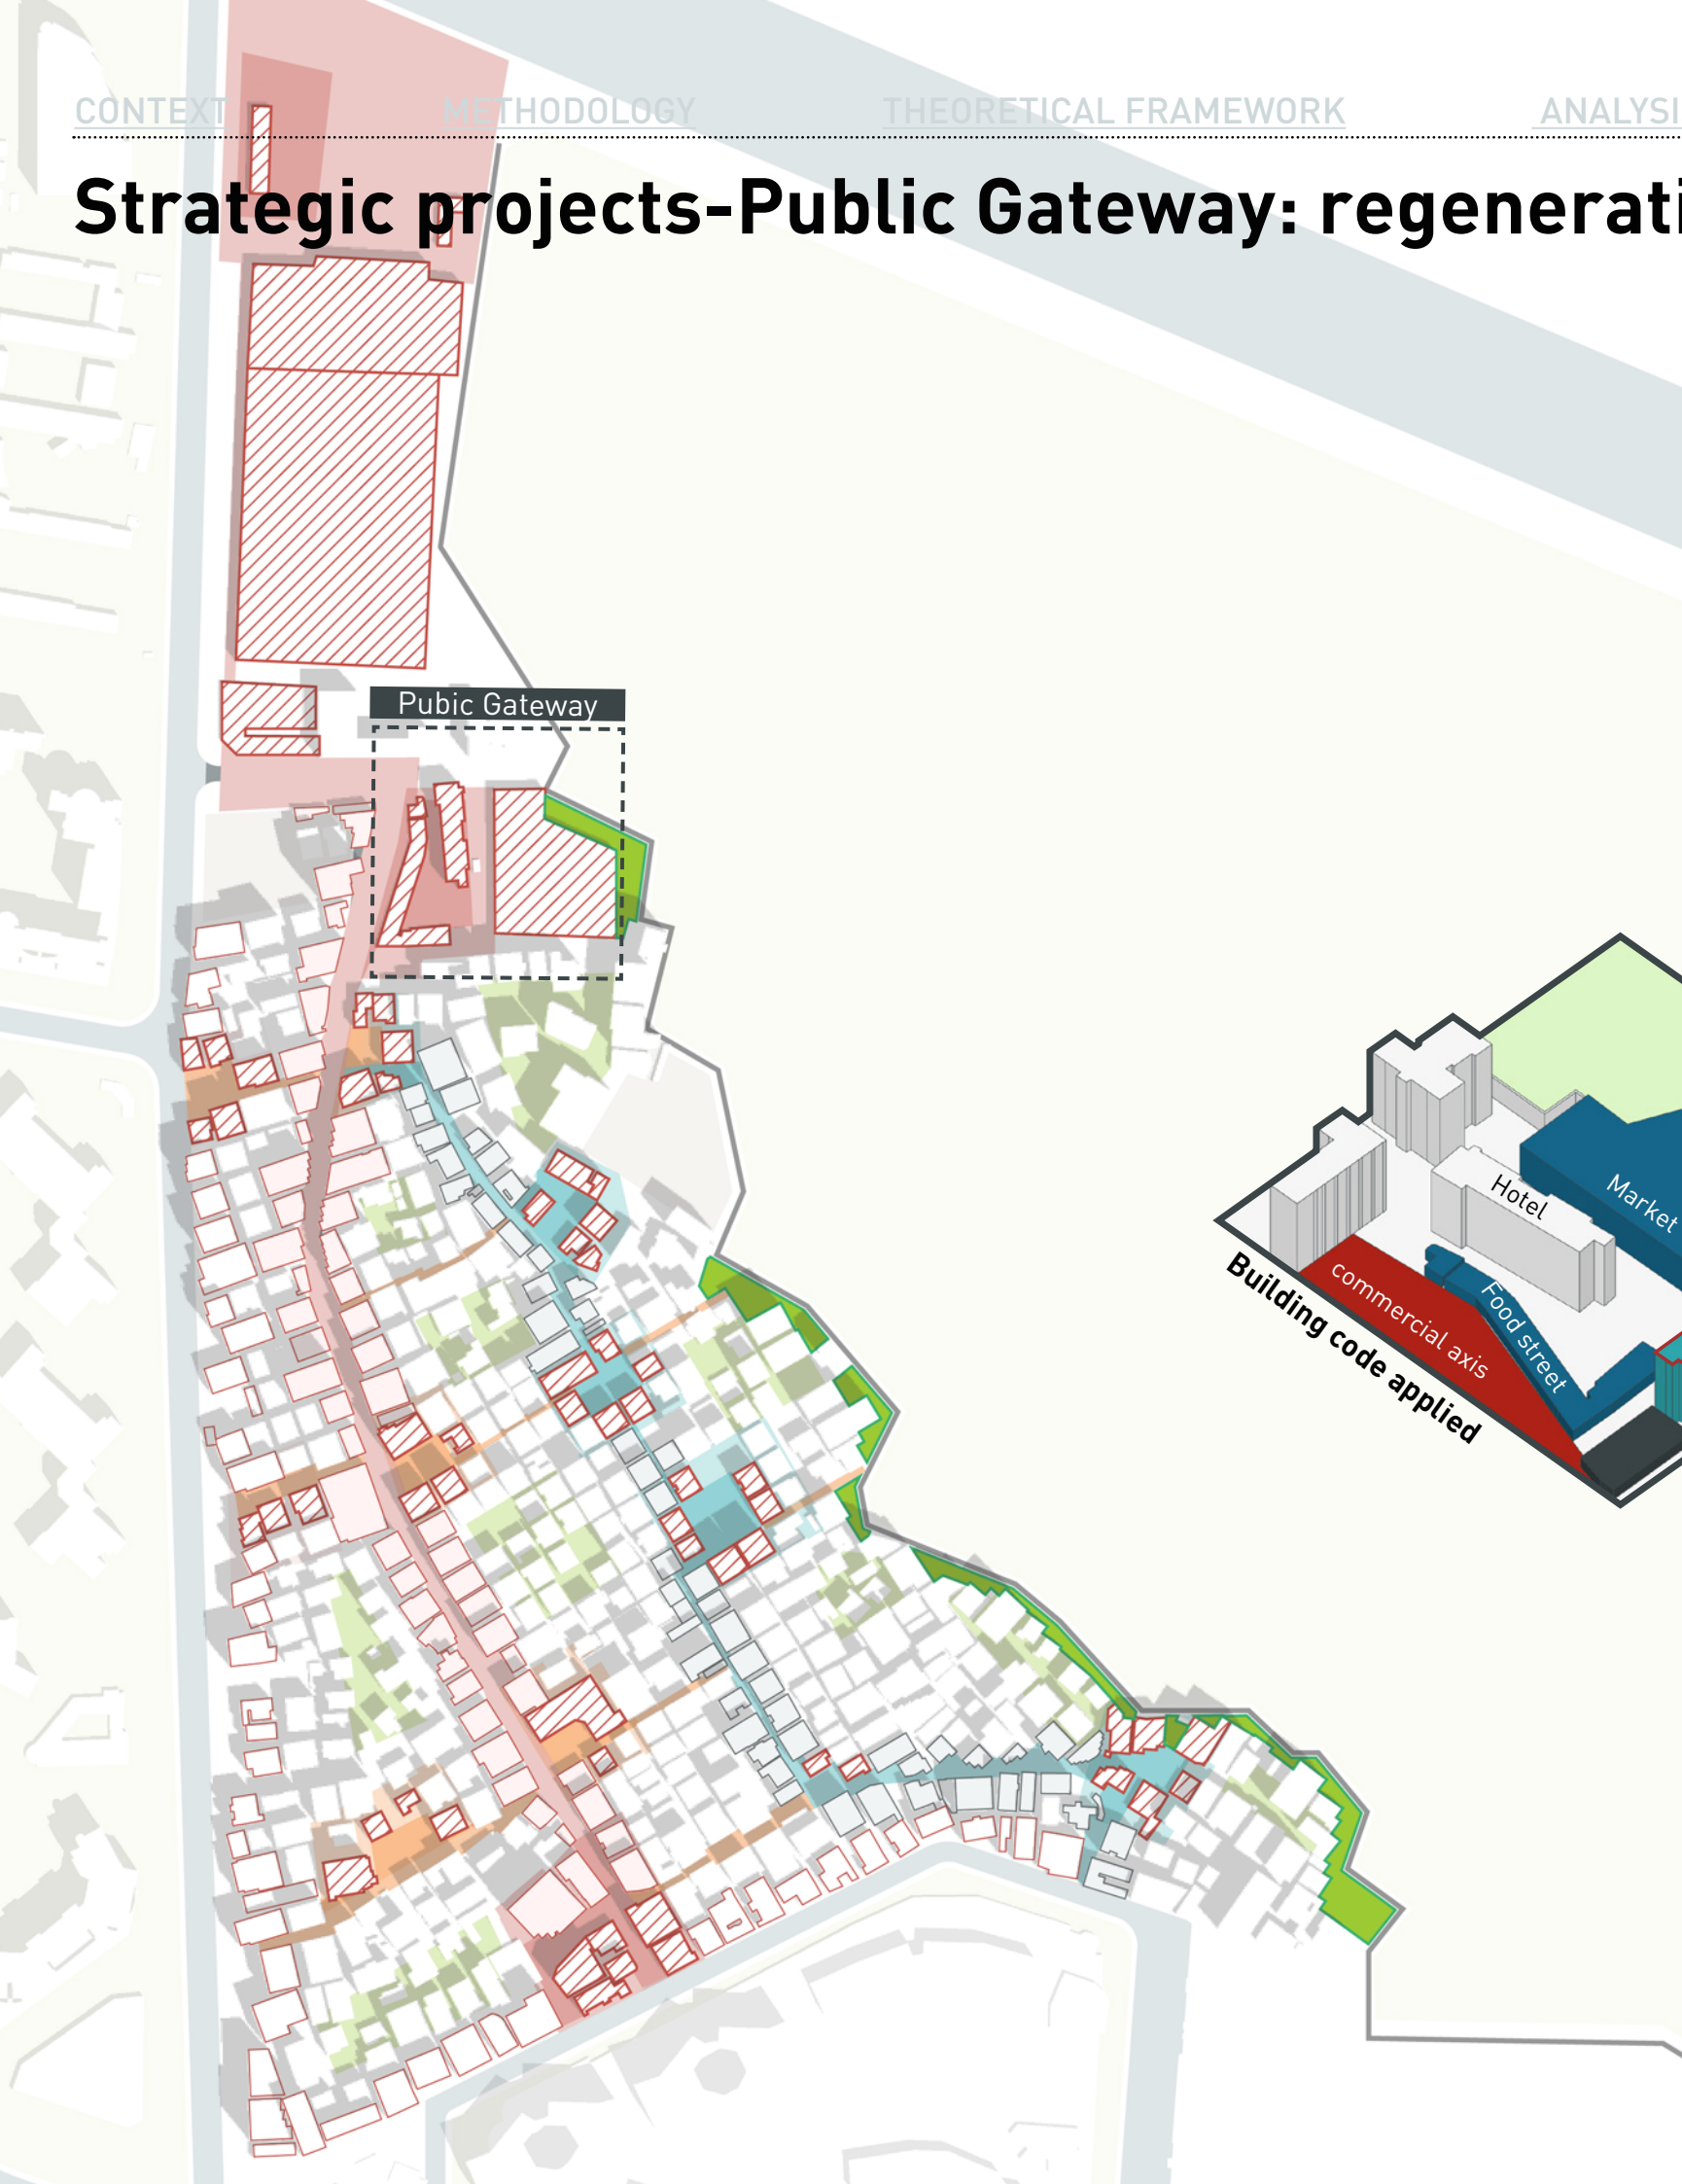 CONTEXT METHODOLOGY THEORETICAL FRAMEWORK ANALYSI
Strategic projects-Public Gateway: regenerati
Pubic Gateway
Hotel
Market
commercial axis
Food street
Building code applied